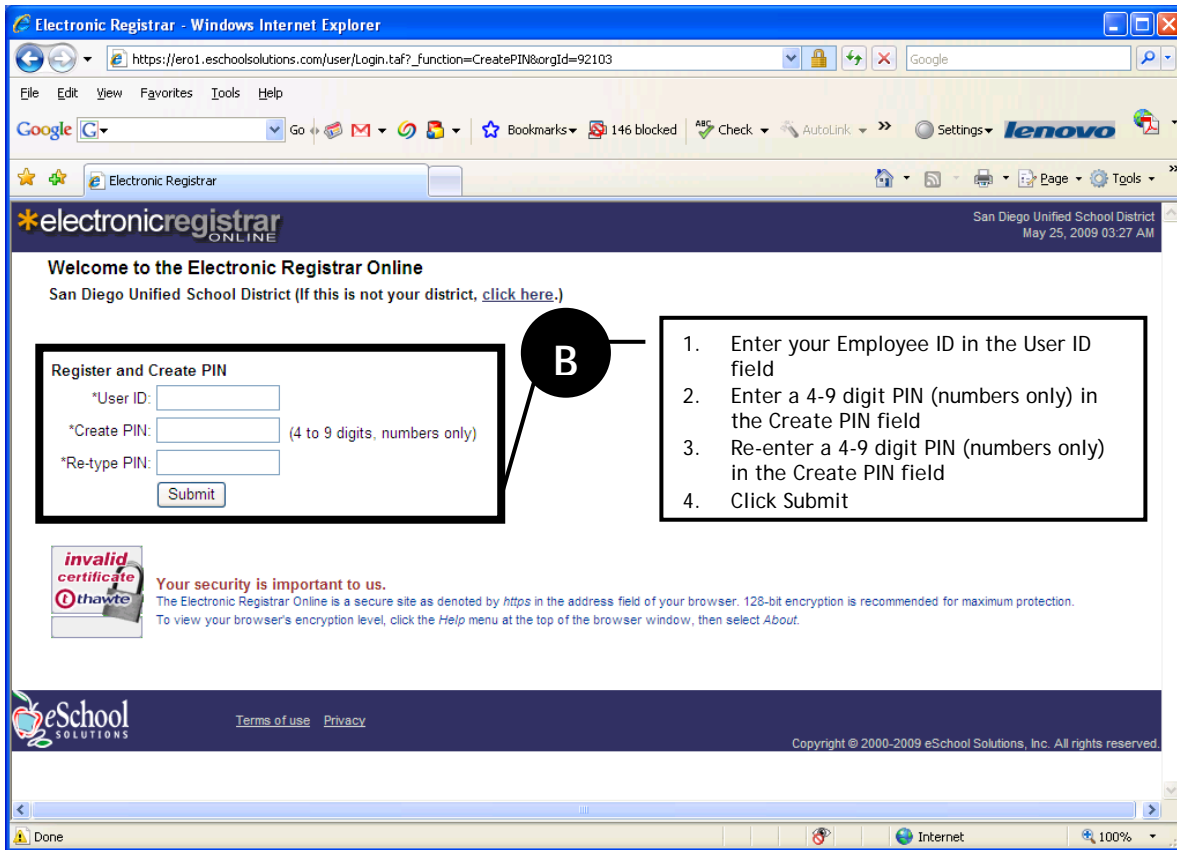 Electronic Registrar - Windows Internet Explorer
https://ero1.eschoolsolutions.com/user/Login.taf?_function=CreatePIN&orgId=92103
Google
File Edit View Favorites Tools Help
Google G Go Bookmarks 146 blocked ABC Check AutoLink Settings lenovo
Electronic Registrar Page Tools
*electronicregistrar
ONLINE
San Diego Unified School District
May 25, 2009 03:27 AM
Welcome to the Electronic Registrar Online
San Diego Unified School District (If this is not your district, click here.)
Register and Create PIN
*User ID:
*Create PIN: (4 to 9 digits, numbers only)
*Re-type PIN:
Submit
B
1. Enter your Employee ID in the User ID
field
2. Enter a 4-9 digit PIN (numbers only) in
the Create PIN field
3. Re-enter a 4-9 digit PIN (numbers only)
in the Create PIN field
4. Click Submit
invalid
certificate
thawte
Your security is important to us.
The Electronic Registrar Online is a secure site as denoted by https in the address field of your browser. 128-bit encryption is recommended for maximum protection.
To view your browser's encryption level, click the Help menu at the top of the browser window, then select About.
eSchool
SOLUTIONS
Terms of use Privacy
Copyright © 2000-2009 eSchool Solutions, Inc. All rights reserved.
Done Internet 100%